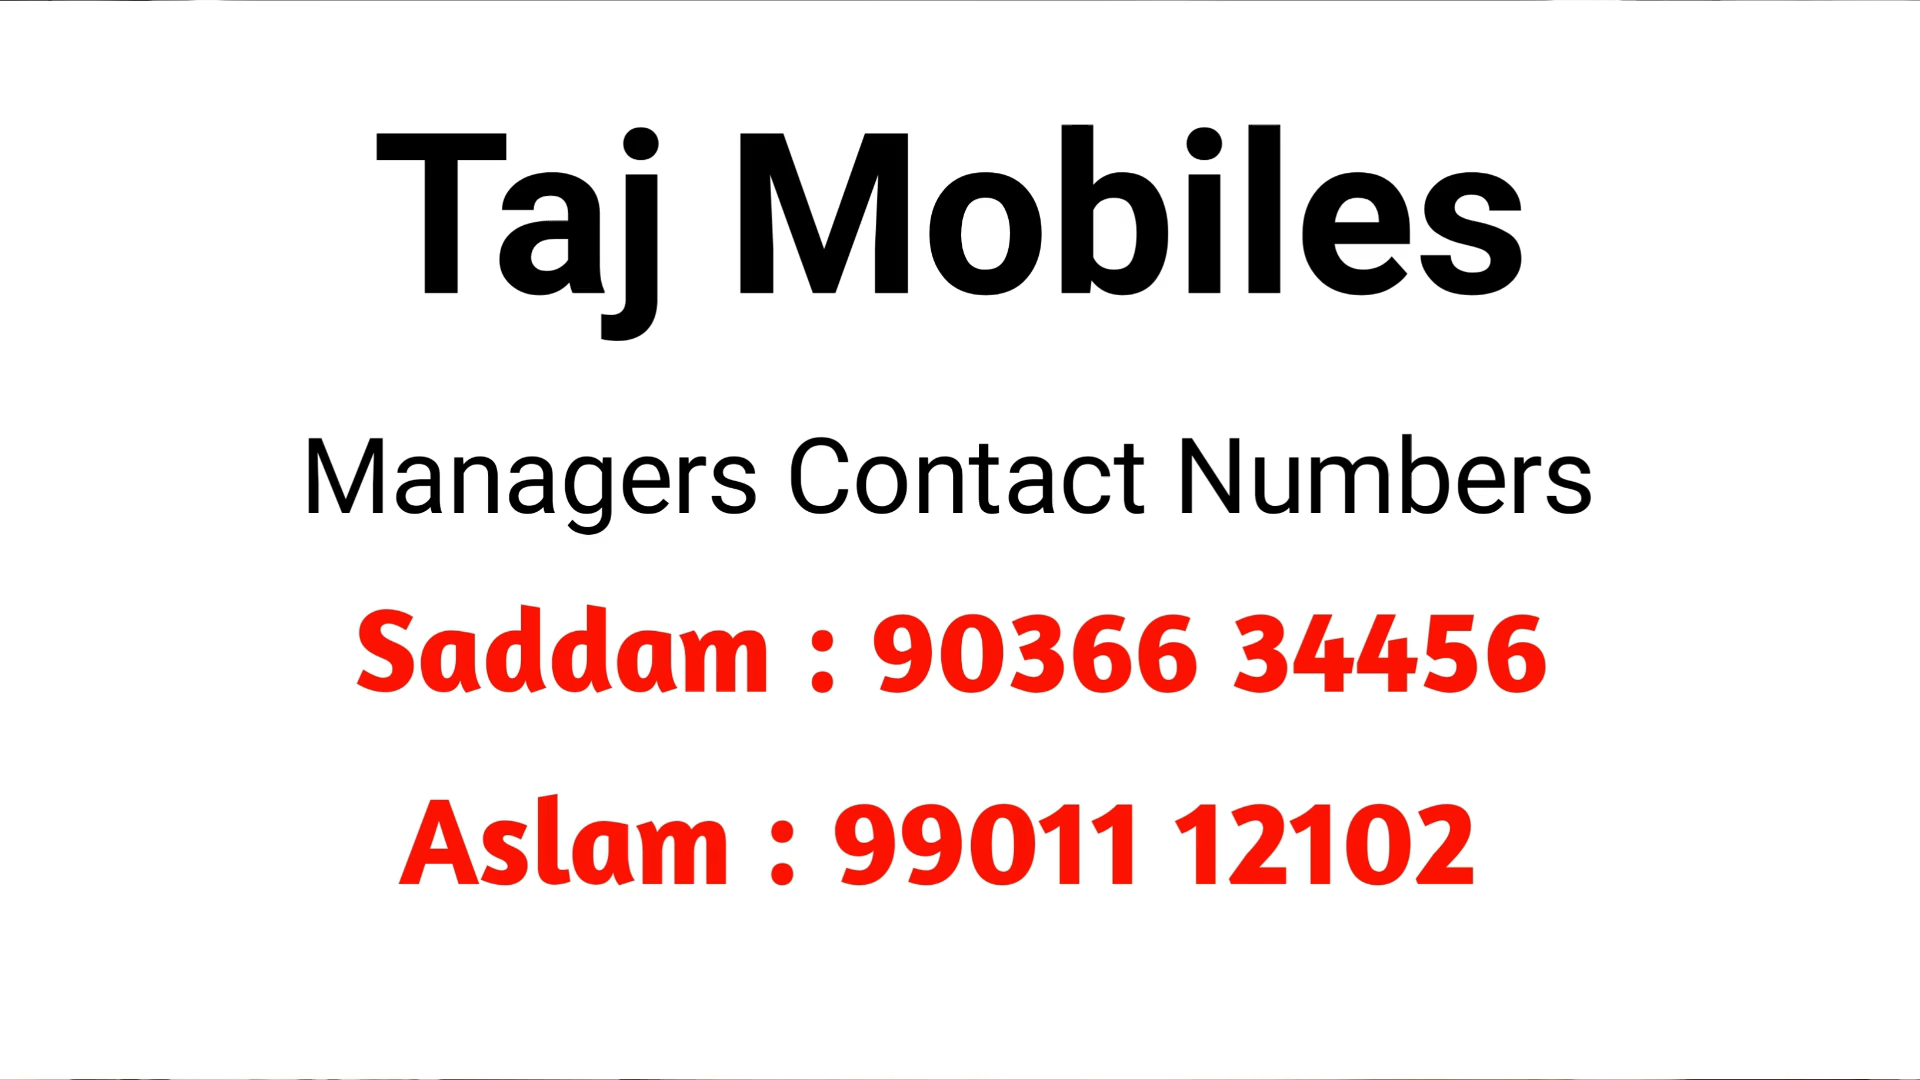 Taj Mobiles
Managers Contact Numbers
Saddam : 90366 34456
Aslam : 99011 12102